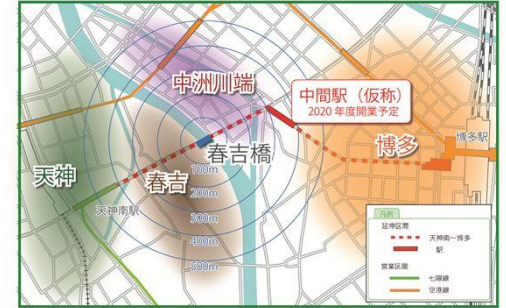 中洲川端
中間駅（仮称）
2020年度開業予定
博多駅
博多
春吉橋
天神
春吉
100m
200m
300m
400m
500m
天神南駅
凡例
延伸区間
天神南～博多
駅
営業区間
七隈線
空港線